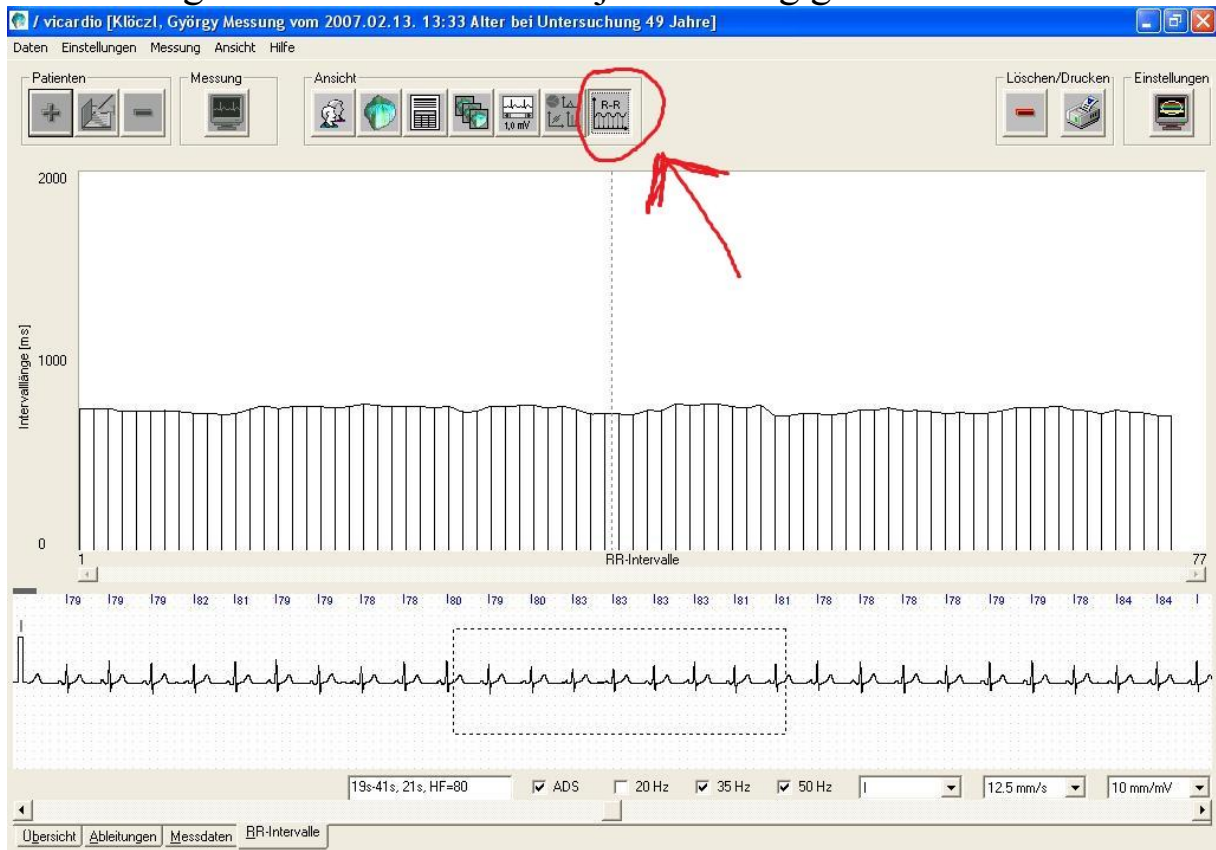 / vicardio [Klöczl, György Messung vom 2007.02.13. 13:33 Alter bei Untersuchung 49 Jahre]
Daten Einstellungen Messung Ansicht Hilfe
Patienten Messung Ansicht Löschen/Drucken Einstellungen
1,0 mV
R-R
2000
Intervalllänge [ms]
1000
0
1 RR-Intervalle 77
79 79 79 82 81 79 79 78 78 80 79 80 83 83 83 83 81 81 78 78 78 78 79 79 78 84 84
I
19s-41s, 21s, HF=80 ADS 20 Hz 35 Hz 50 Hz I 12.5 mm/s 10 mm/mV
Übersicht Ableitungen Messdaten RR-Intervalle